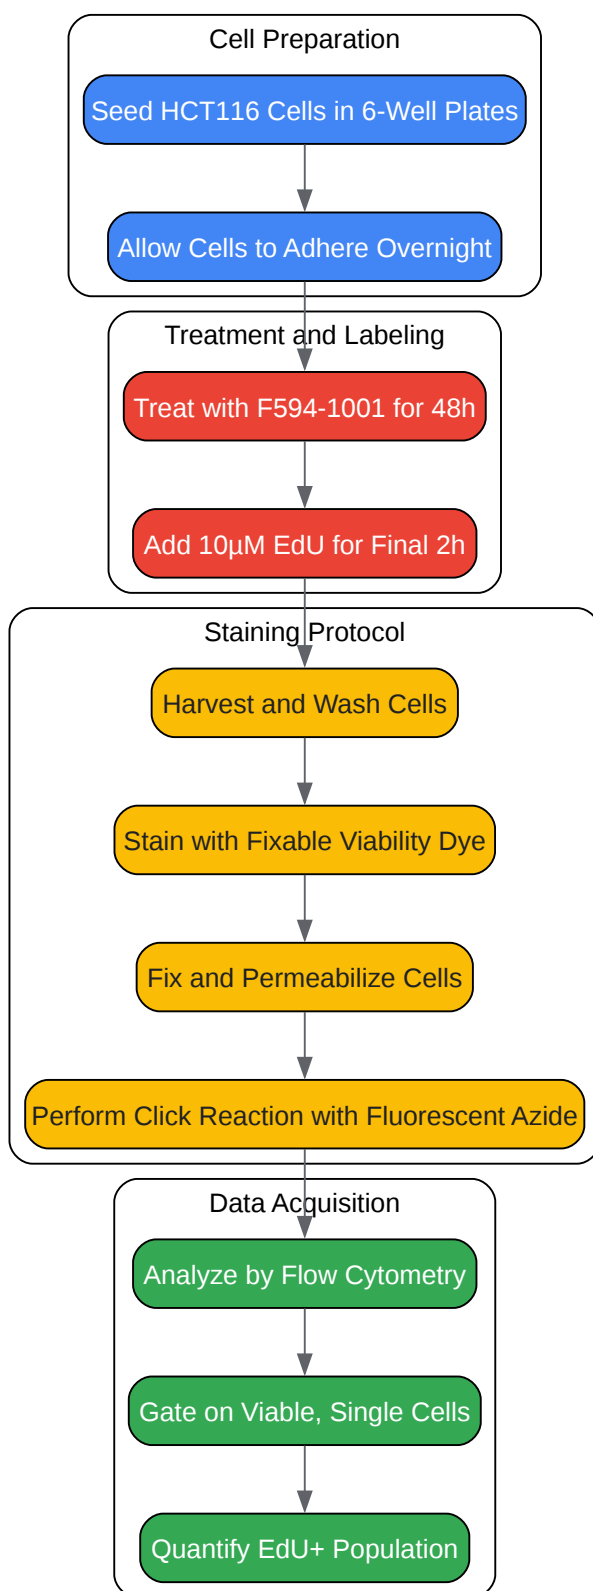 Cell Preparation
Seed HCT116 Cells in 6-Well Plates
Allow Cells to Adhere Overnight
Treatment and Labeling
Treat with F594-1001 for 48h
Add 10µM EdU for Final 2h
Staining Protocol
Harvest and Wash Cells
Stain with Fixable Viability Dye
Fix and Permeabilize Cells
Perform Click Reaction with Fluorescent Azide
Data Acquisition
Analyze by Flow Cytometry
Gate on Viable, Single Cells
Quantify EdU+ Population